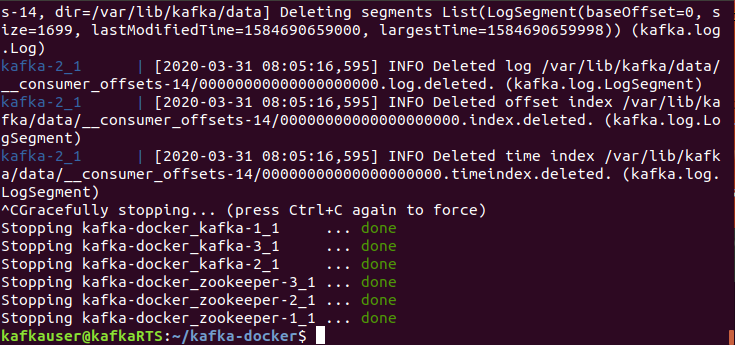 s-14, dir=/var/lib/kafka/data] Deleting segments List(LogSegment(baseOffset=0, s
ize=1699, lastModifiedTime=1584690659000, largestTime=1584690659998)) (kafka.log
.Log)
kafka-2_1      | [2020-03-31 08:05:16,595] INFO Deleted log /var/lib/kafka/data/
__consumer_offsets-14/00000000000000000000.log.deleted. (kafka.log.LogSegment)
kafka-2_1      | [2020-03-31 08:05:16,595] INFO Deleted offset index /var/lib/ka
fka/data/__consumer_offsets-14/00000000000000000000.index.deleted. (kafka.log.Lo
gSegment)
kafka-2_1      | [2020-03-31 08:05:16,595] INFO Deleted time index /var/lib/kafk
a/data/__consumer_offsets-14/00000000000000000000.timeindex.deleted. (kafka.log.
LogSegment)
^CGracefully stopping... (press Ctrl+C again to force)
Stopping kafka-docker_kafka-1_1     ... done
Stopping kafka-docker_kafka-3_1     ... done
Stopping kafka-docker_kafka-2_1     ... done
Stopping kafka-docker_zookeeper-3_1 ... done
Stopping kafka-docker_zookeeper-2_1 ... done
Stopping kafka-docker_zookeeper-1_1 ... done
kafkauser@kafkaRTS:~/kafka-docker$